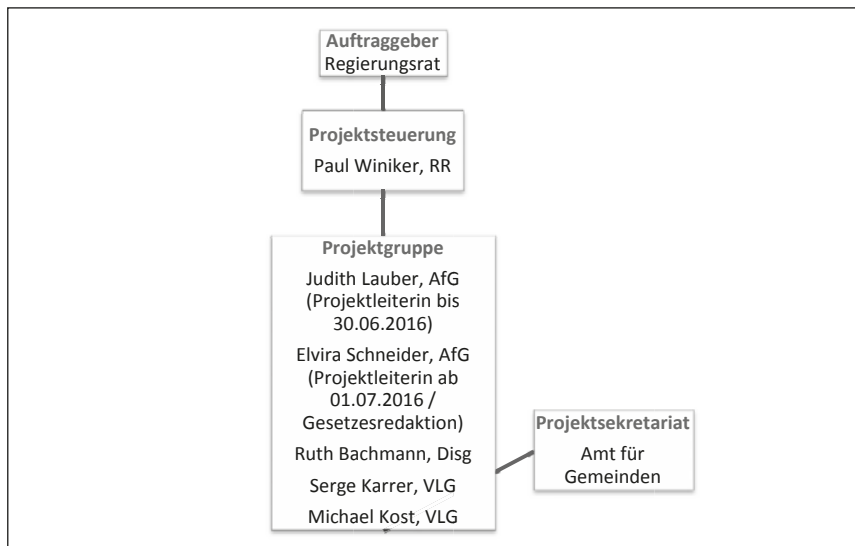 Auftraggeber
Regierungsrat
Projektsteuerung
Paul Winiker, RR
Projektgruppe
Judith Lauber, AfG
(Projektleiterin bis
30.06.2016)
Elvira Schneider, AfG
(Projektleiterin ab
01.07.2016 /
Gesetzesredaktion)
Ruth Bachmann, Disg
Serge Karrer, VLG
Michael Kost, VLG
Projektsekretariat
Amt für
Gemeinden